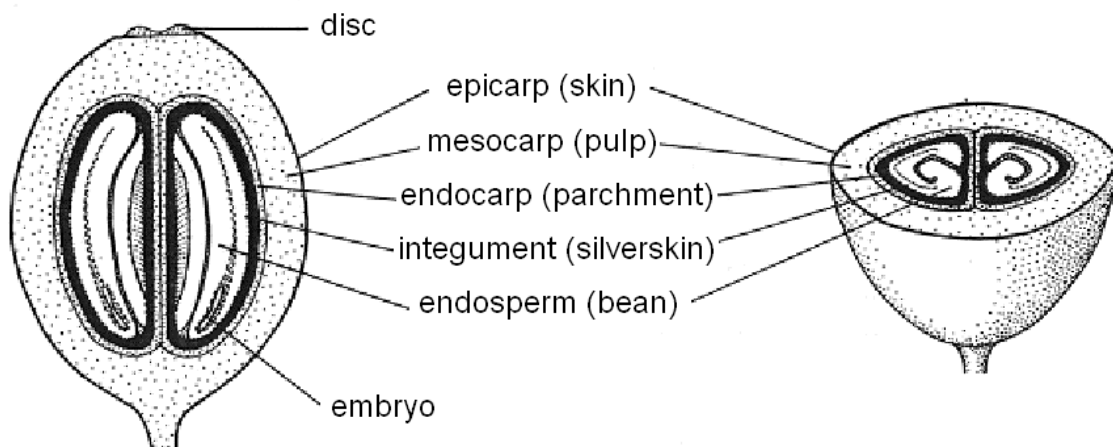 disc
epicarp (skin)
mesocarp (pulp)
endocarp (parchment)
integument (silverskin)
endosperm (bean)
embryo